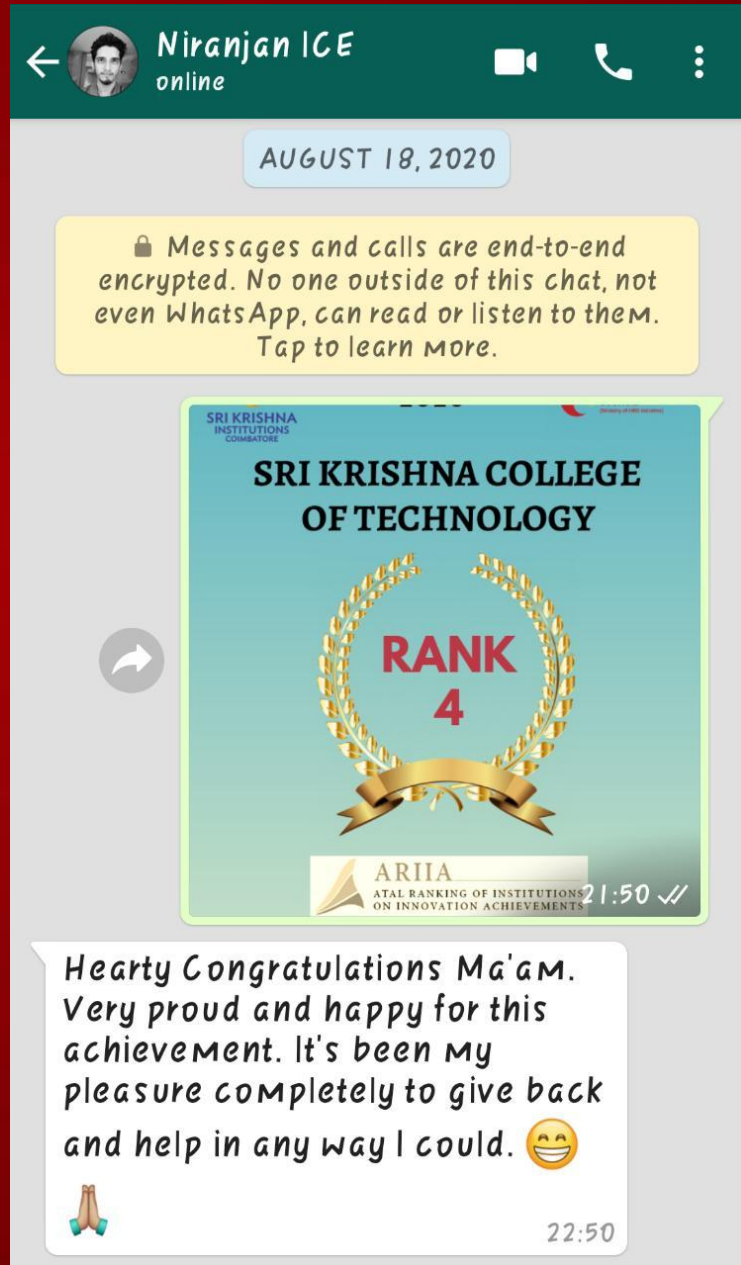 Niranjan ICE
online
AUGUST 18, 2020
Messages and calls are end-to-end
encrypted. No one outside of this chat, not
even WhatsApp, can read or listen to them.
Tap to learn more.
SRI KRISHNA
INSTITUTIONS
COIMBATORE
SRI KRISHNA COLLEGE
OF TECHNOLOGY
RANK
4
ARIIA
ATAL RANKING OF INSTITUTIONS
ON INNOVATION ACHIEVEMENTS
21:50
Hearty Congratulations Ma'am.
Very proud and happy for this
achievement. It's been my
pleasure completely to give back
and help in any way I could. 😁
🙏🏼
22:50